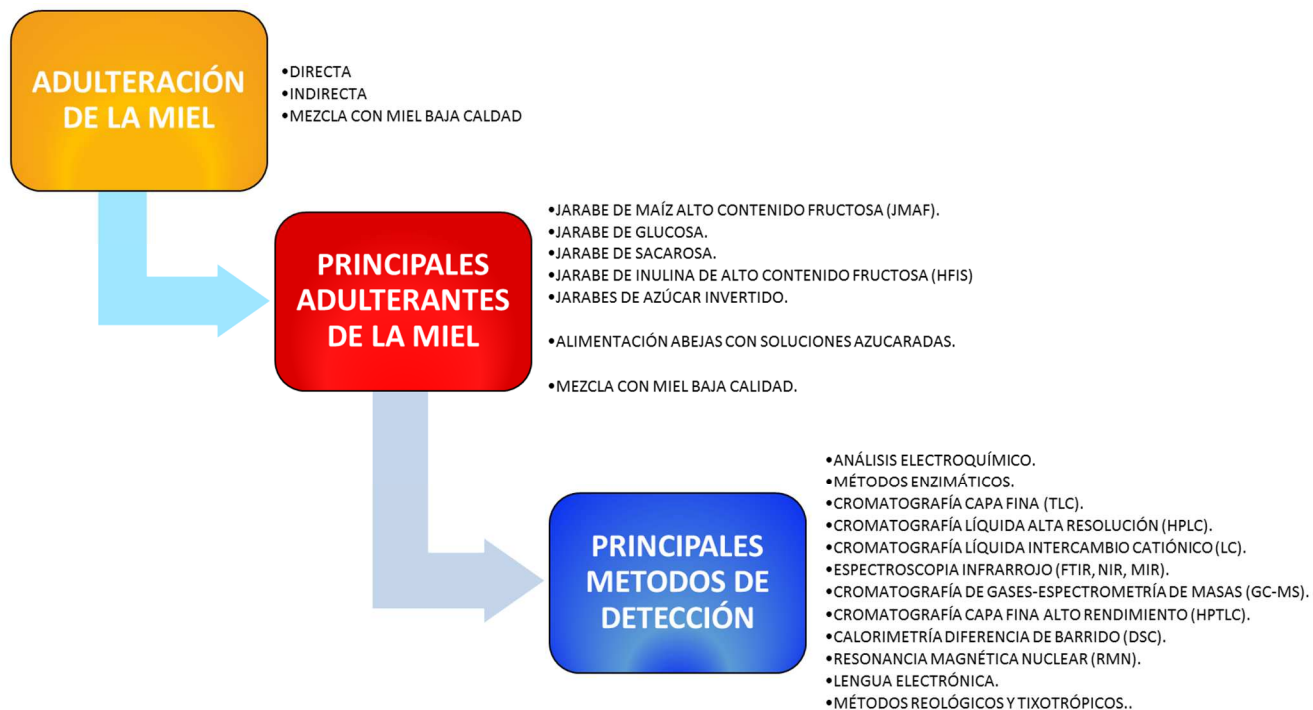 ADULTERACIÓN
DE LA MIEL
•DIRECTA
•INDIRECTA
•MEZCLA CON MIEL BAJA CALDAD
PRINCIPALES
ADULTERANTES
DE LA MIEL
•JARABE DE MAÍZ ALTO CONTENIDO FRUCTOSA (JMAF).
•JARABE DE GLUCOSA.
•JARABE DE SACAROSA.
•JARABE DE INULINA DE ALTO CONTENIDO FRUCTOSA (HFIS)
•JARABES DE AZÚCAR INVERTIDO.
•ALIMENTACIÓN ABEJAS CON SOLUCIONES AZUCARADAS.
•MEZCLA CON MIEL BAJA CALIDAD.
PRINCIPALES
METODOS DE
DETECCIÓN
•ANÁLISIS ELECTROQUÍMICO.
•MÉTODOS ENZIMÁTICOS.
•CROMATOGRAFÍA CAPA FINA (TLC).
•CROMATOGRAFÍA LÍQUIDA ALTA RESOLUCIÓN (HPLC).
•CROMATOGRAFÍA LÍQUIDA INTERCAMBIO CATIÓNICO (LC).
•ESPECTROSCOPIA INFRARROJO (FTIR, NIR, MIR).
•CROMATOGRAFÍA DE GASES-ESPECTROMETRÍA DE MASAS (GC-MS).
•CROMATOGRAFÍA CAPA FINA ALTO RENDIMIENTO (HPTLC).
•CALORIMETRÍA DIFERENCIA DE BARRIDO (DSC).
•RESONANCIA MAGNÉTICA NUCLEAR (RMN).
•LENGUA ELECTRÓNICA.
•MÉTODOS REOLÓGICOS Y TIXOTRÓPICOS..